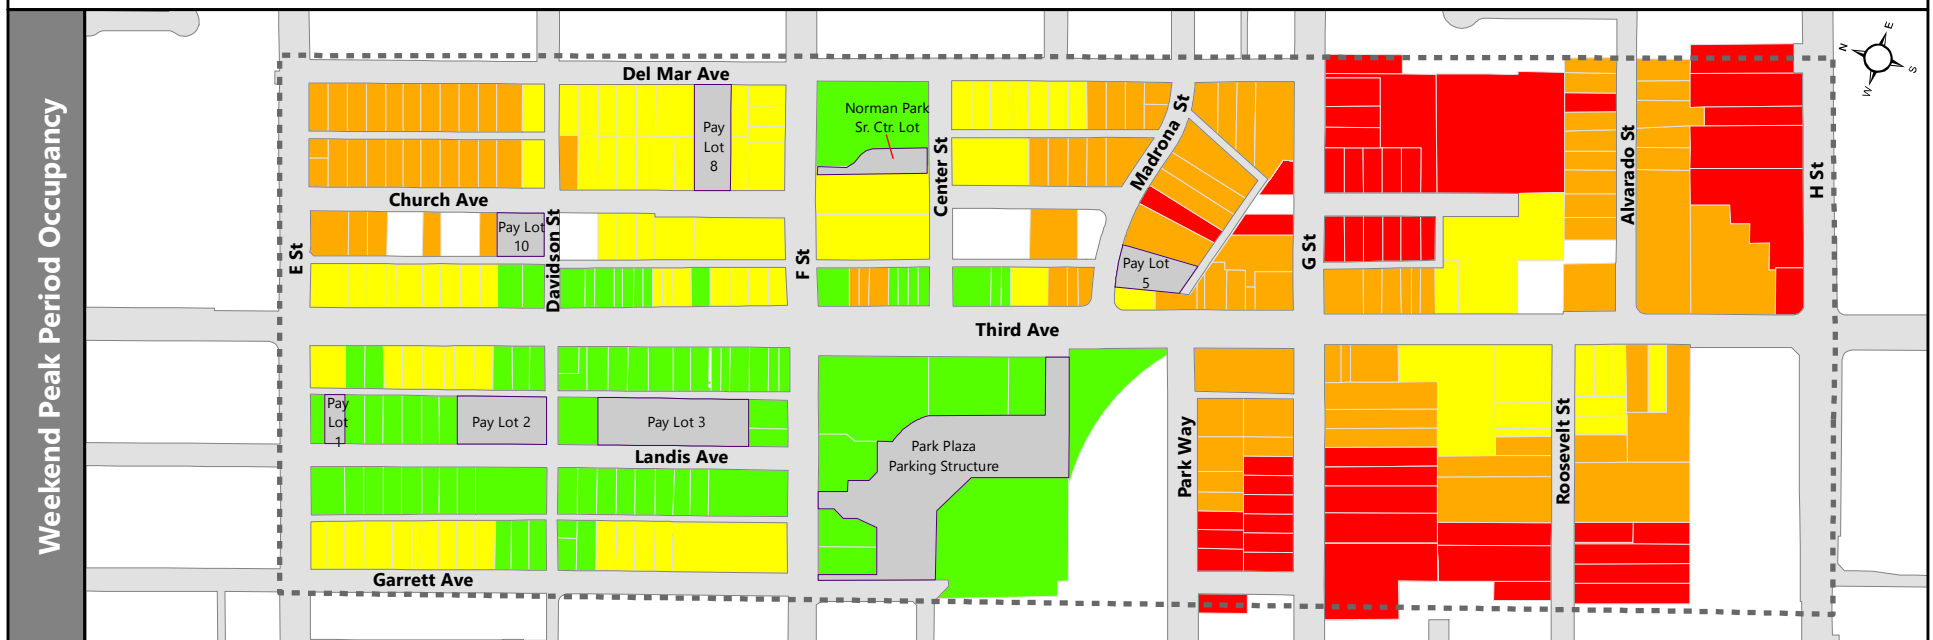 Weekend Peak Period Occupancy
Del Mar Ave
N
E
S
W
Norman Park
Sr. Ctr. Lot
Pay
Lot
8
Madrona St
Center St
Alvarado St
H St
Church Ave
Pay Lot
10
Davidson St
E St
F St
G St
Pay Lot
5
Third Ave
Pay
Lot
1
Pay Lot 2
Pay Lot 3
Park Plaza
Parking Structure
Landis Ave
Park Way
Roosevelt St
Garrett Ave